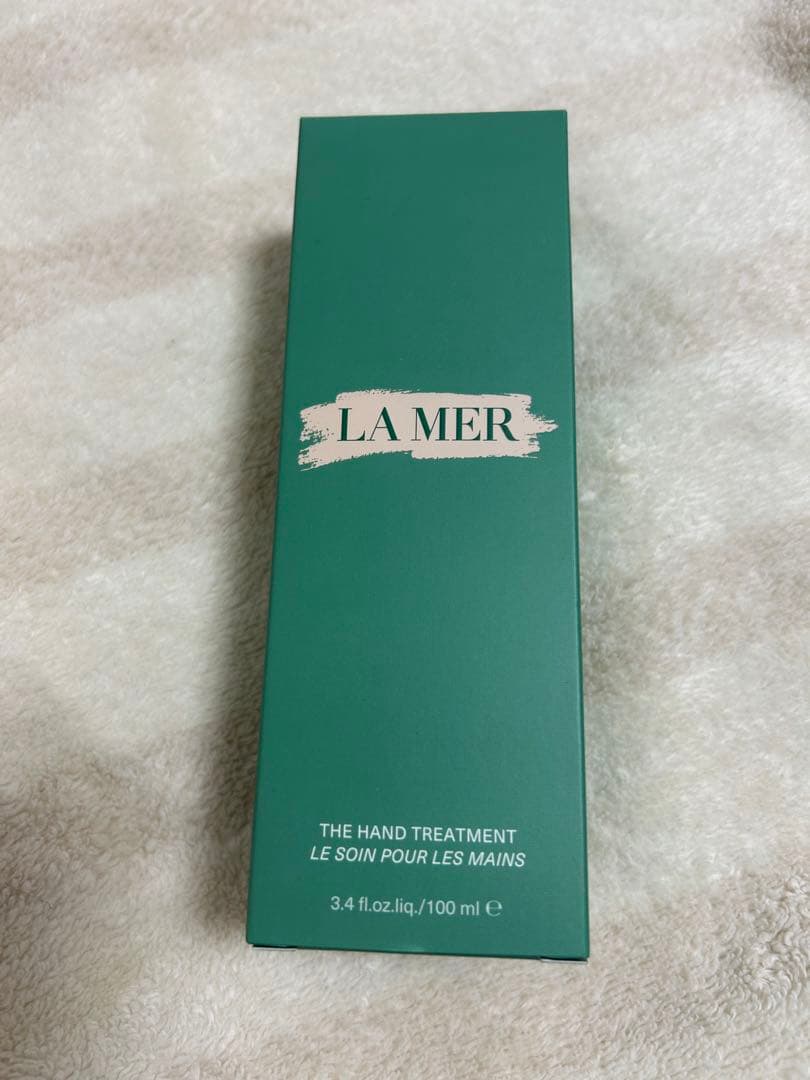 LA MER
THE HAND TREATMENT
LE SOIN POUR LES MAINS
3.4 fl.oz.liq./100 ml ℮